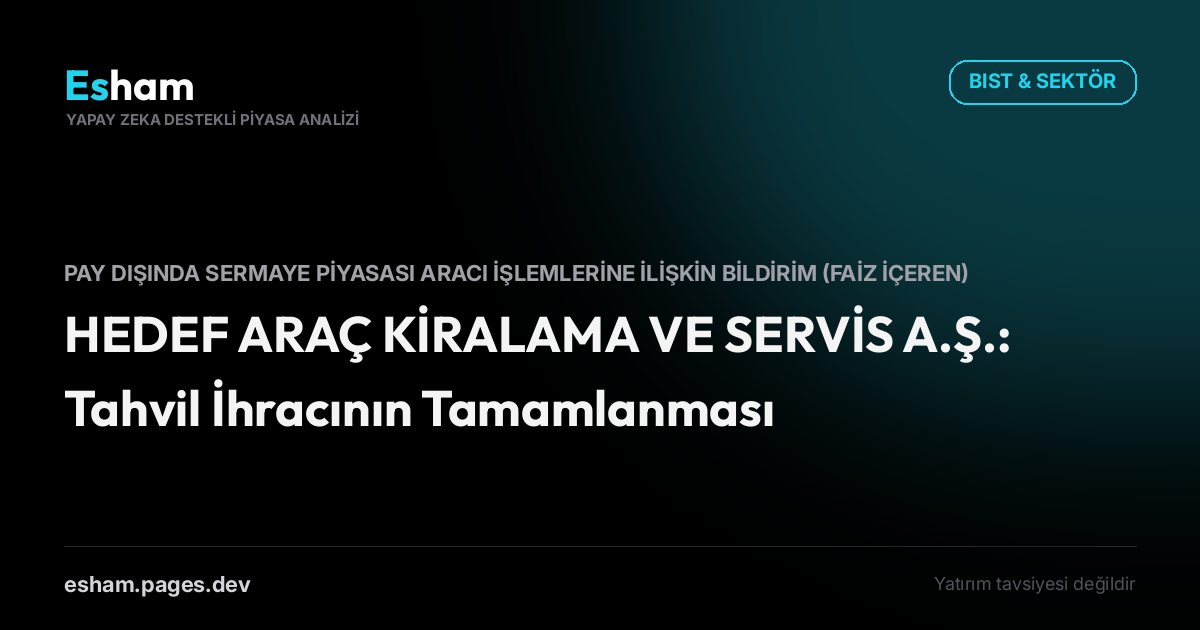 Esham
BIST & SEKTÖR
YAPAY ZEKA DESTEKLİ PİYASA ANALİZİ
PAY DIŞINDA SERMAYE PİYASASI ARACI İŞLEMLERİNE İLİŞKİN BİLDİRİM (FAİZ İÇEREN)
HEDEF ARAÇ KİRALAMA VE SERVİS A.Ş.:
Tahvil İhracının Tamamlanması
esham.pages.dev
Yatırım tavsiyesi değildir